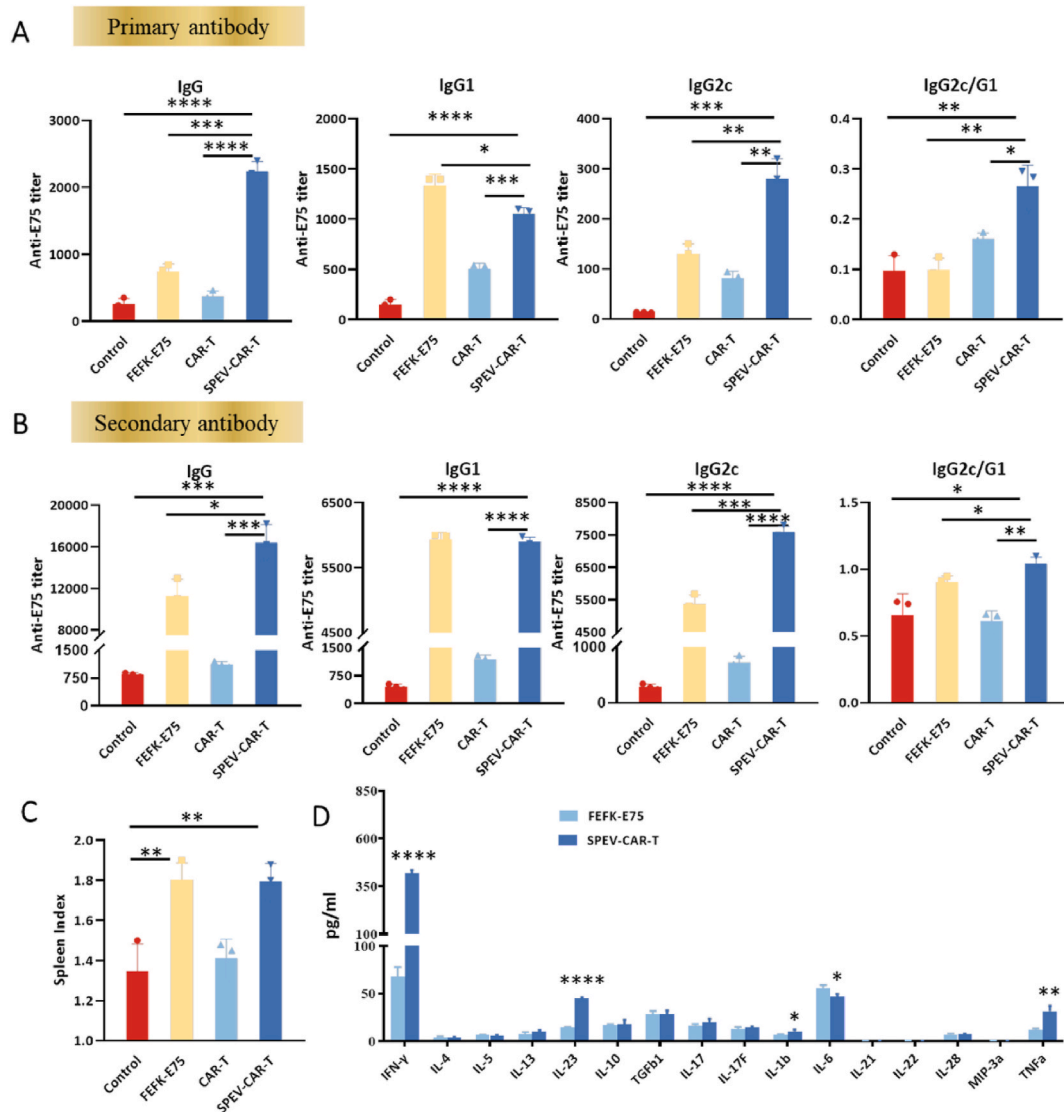 A
Primary antibody
IgG
****
***
****
Anti-E75 titer
3000
2000
1000
0
Control
FEFK-E75
CAR-T
SPEV-CAR-T
IgG1
****
*
***
Anti-E75 titer
2000
1500
1000
500
0
Control
FEFK-E75
CAR-T
SPEV-CAR-T
IgG2c
***
**
**
Anti-E75 titer
400
300
200
100
0
Control
FEFK-E75
CAR-T
SPEV-CAR-T
IgG2c/G1
**
**
*
0.4
0.3
0.2
0.1
0.0
Control
FEFK-E75
CAR-T
SPEV-CAR-T
B
Secondary antibody
IgG
***
*
***
Anti-E75 titer
20000
16000
12000
8000
1500
750
0
Control
FEFK-E75
CAR-T
SPEV-CAR-T
IgG1
****
****
Anti-E75 titer
6500
5500
4500
1500
750
0
Control
FEFK-E75
CAR-T
SPEV-CAR-T
IgG2c
****
***
****
Anti-E75 titer
8500
7500
6500
5500
4500
1000
0
Control
FEFK-E75
CAR-T
SPEV-CAR-T
IgG2c/G1
*
*
**
1.5
1.0
0.5
0.0
Control
FEFK-E75
CAR-T
SPEV-CAR-T
C
**
**
Spleen Index
2.0
1.8
1.6
1.4
1.2
1.0
Control
FEFK-E75
CAR-T
SPEV-CAR-T
D
FEFK-E75
SPEV-CAR-T
pg/ml
850
600
350
100
50
0
****
****
*
*
**
IFN-γ
IL-4
IL-5
IL-13
IL-23
IL-10
TGFb1
IL-17
IL-17F
IL-1b
IL-6
IL-21
IL-22
IL-28
MIP-3a
TNFa